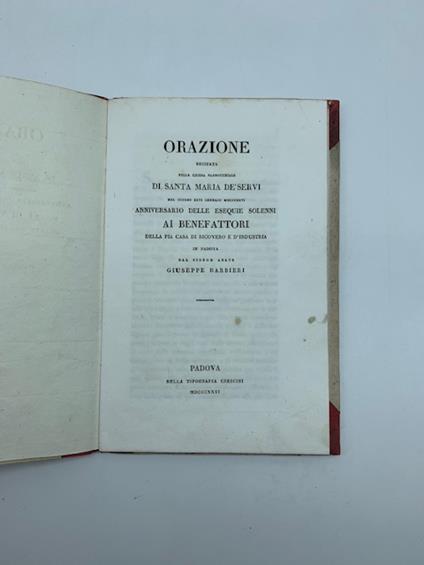 ORAZIONE
RECITATA
NELLA CHIESA PARROCCHIALE
DI SANTA MARIA DE' SERVI
NEL GIORNO XXVI GENNAJO MDCCCXXVI
ANNIVERSARIO DELLE ESEQUIE SOLENNI
AI BENEFATTORI
DELLA PIA CASA DI RICOVERO E D'INDUSTRIA
IN PADOVA
DAL SIGNOR ABATE
GIUSEPPE BARBIERI
PADOVA
NELLA TIPOGRAFIA CRESCINI
MDCCCXXVI